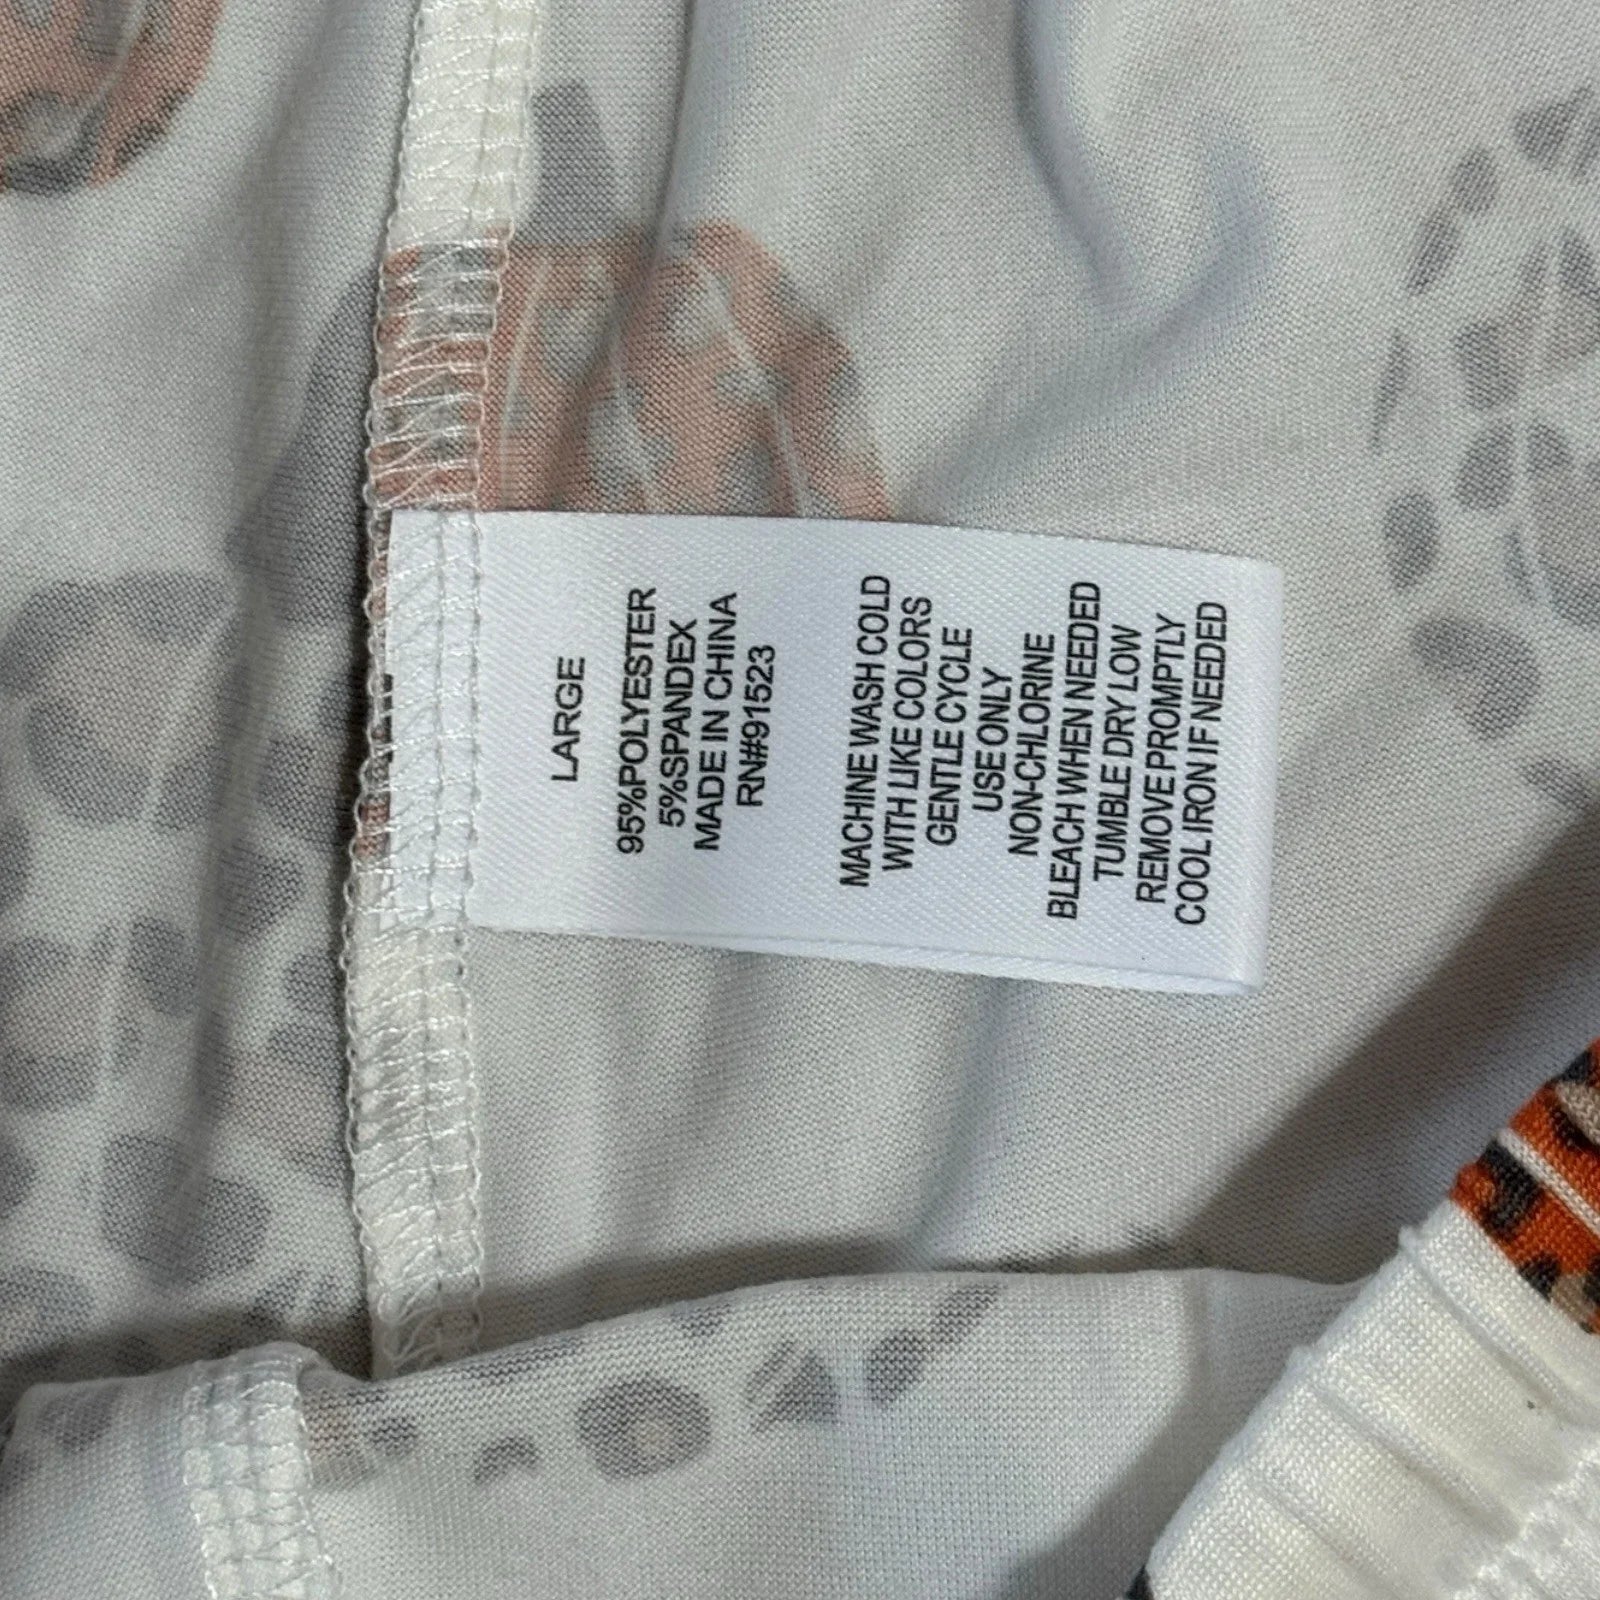 LARGE
95%POLYESTER
5%SPANDEX
MADE IN CHINA
RN#91523
MACHINE WASH COLD
WITH LIKE COLORS
GENTLE CYCLE
USE ONLY
NON-CHLORINE
BLEACH WHEN NEEDED
TUMBLE DRY LOW
REMOVE PROMPTLY
COOL IRON IF NEEDED